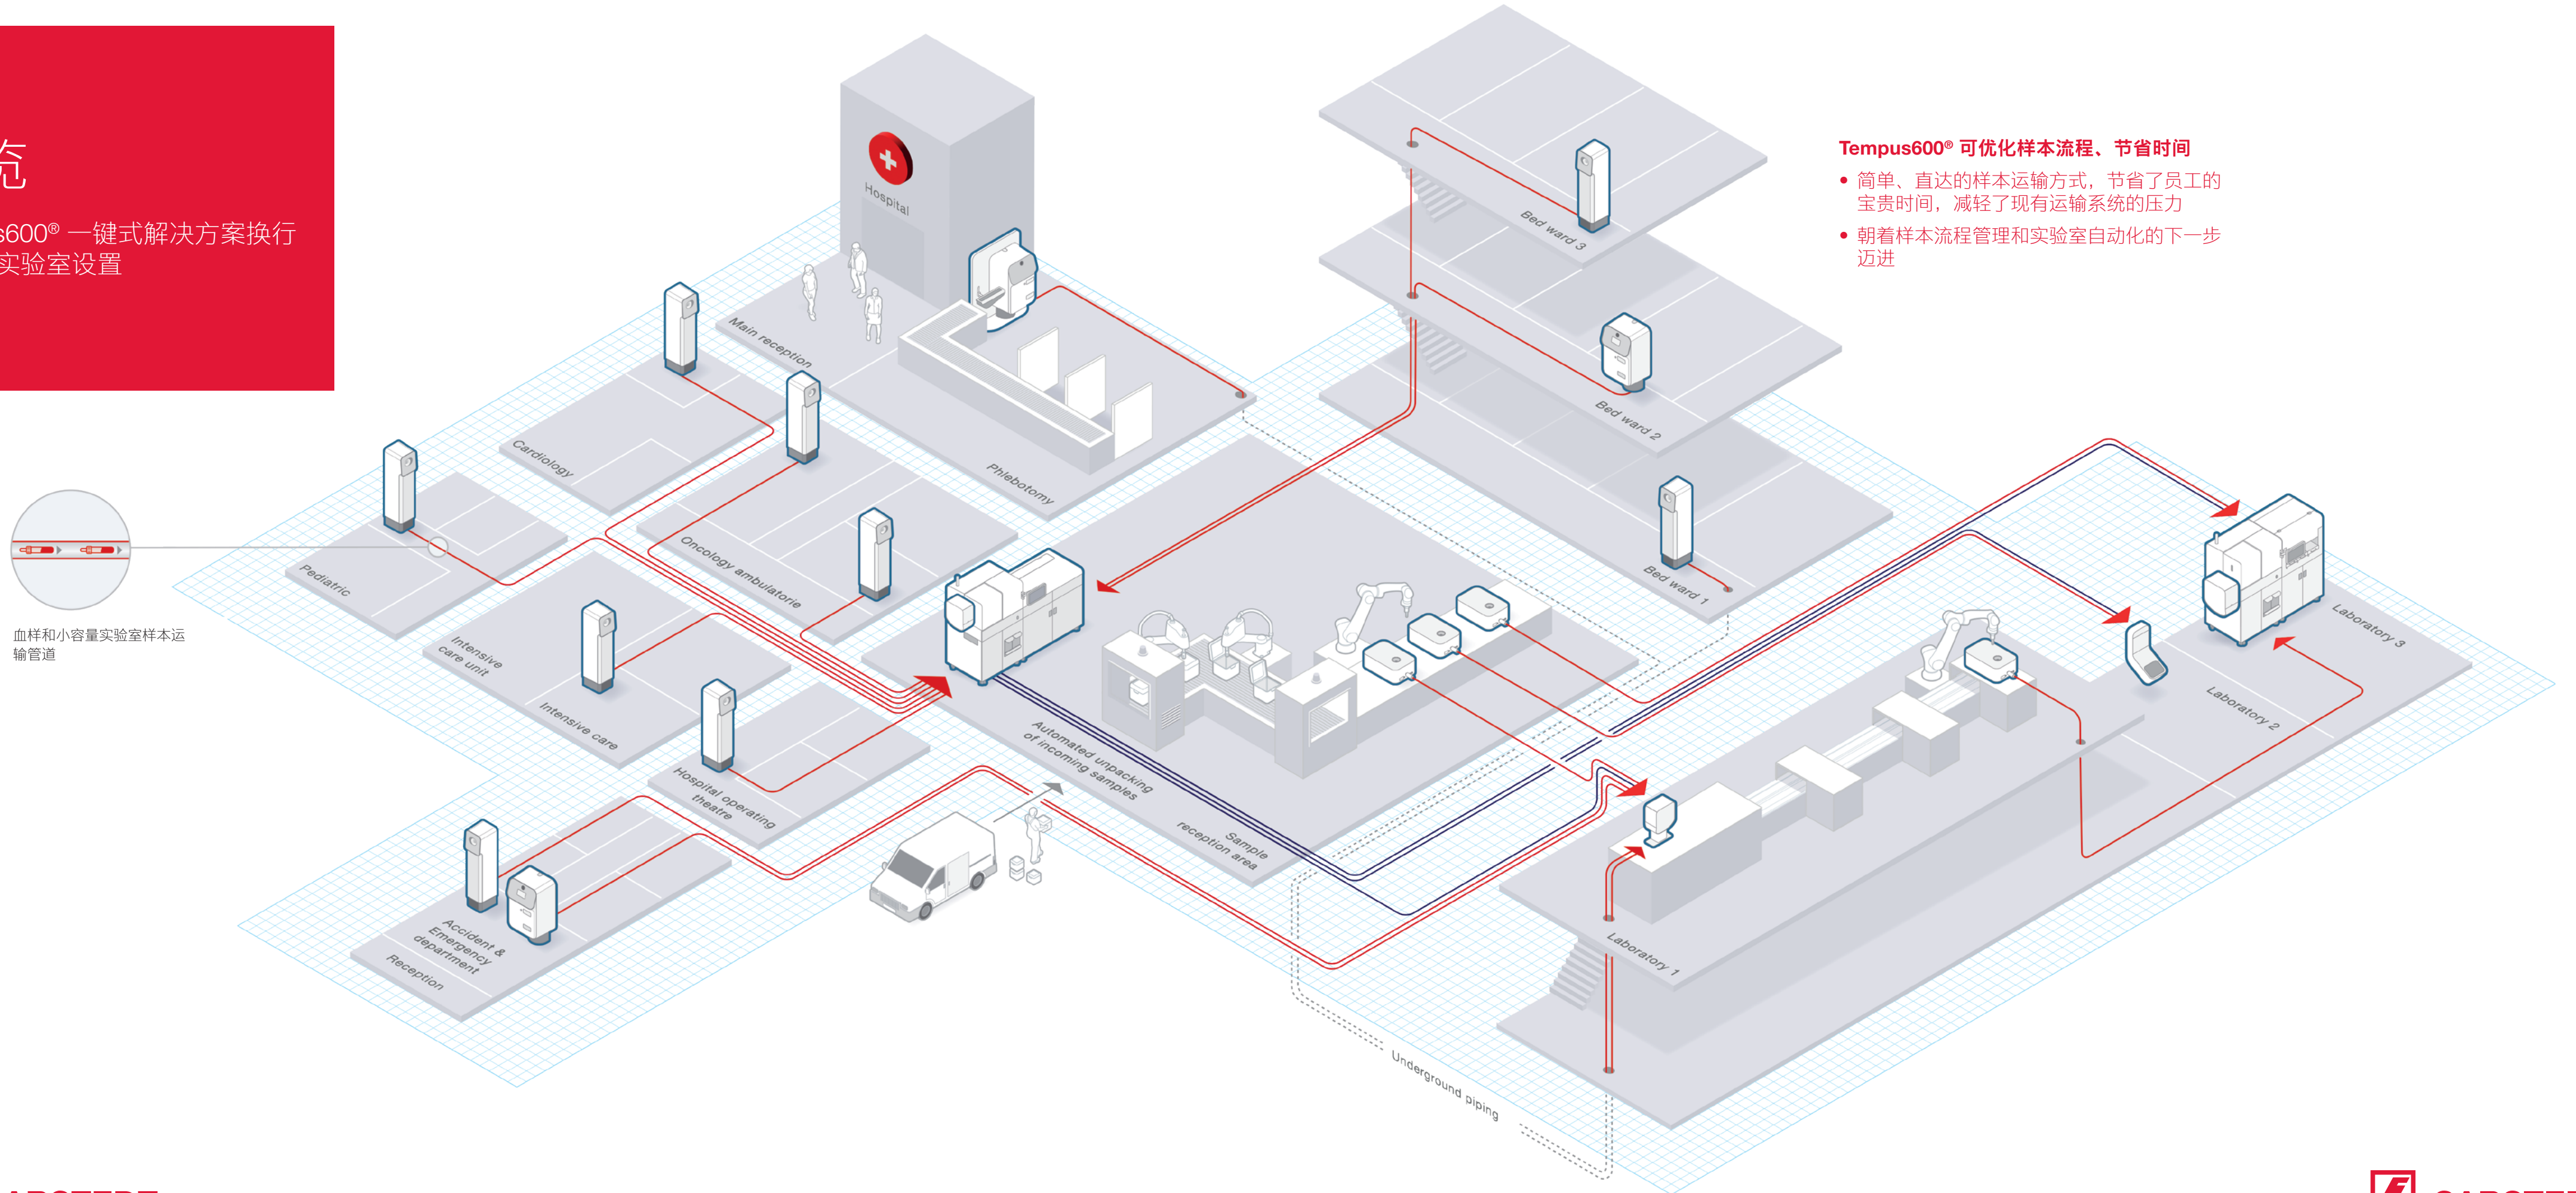 览
s600® 一键式解决方案换行
实验室设置
Tempus600® 可优化样本流程、节省时间
• 简单、直达的样本运输方式，节省了员工的
宝贵时间，减轻了现有运输系统的压力
• 朝着样本流程管理和实验室自动化的下一步
迈进
Hospital
Main reception
Phlebotomy
Bed ward 3
Bed ward 2
Bed ward 1
Cardiology
Oncology ambulatorie
Pediatric
血样和小容量实验室样本运
输管道
Intensive
care unit
Intensive care
Hospital operating
theatre
Accident &
Emergency
department
Reception
Automated unpacking
of incoming samples
Sample
reception area
Laboratory 3
Laboratory 2
Laboratory 1
Underground piping